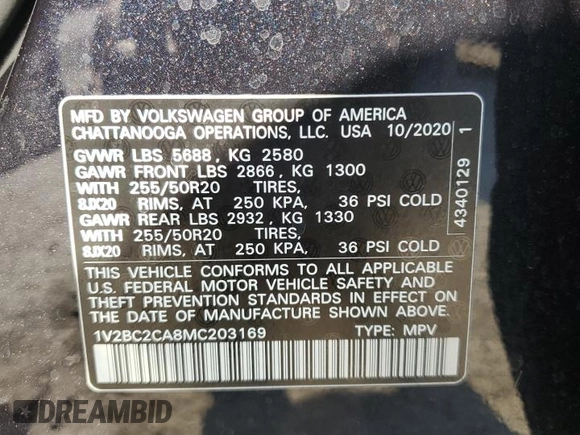 MFD BY VOLKSWAGEN GROUP OF AMERICA
CHATTANOOGA OPERATIONS, LLC. USA 10/2020
GVWR LBS 5688, KG 2580
GAWR FRONT LBS 2866, KG 1300
WITH 255/50R20 TIRES,
8JX20 RIMS, AT 250 KPA, 36 PSI COLD
GAWR REAR LBS 2932, KG 1330
WITH 255/50R20 TIRES,
8JX20 RIMS, AT 250 KPA, 36 PSI COLD
THIS VEHICLE CONFORMS TO ALL APPLICABLE
U.S. FEDERAL MOTOR VEHICLE SAFETY AND
THEFT PREVENTION STANDARDS IN EFFECT ON
THE DATE OF MANUFACTURE SHOWN ABOVE.
1V2BC2CA8MC203169 TYPE: MPV
4340129 1
DREAMBID